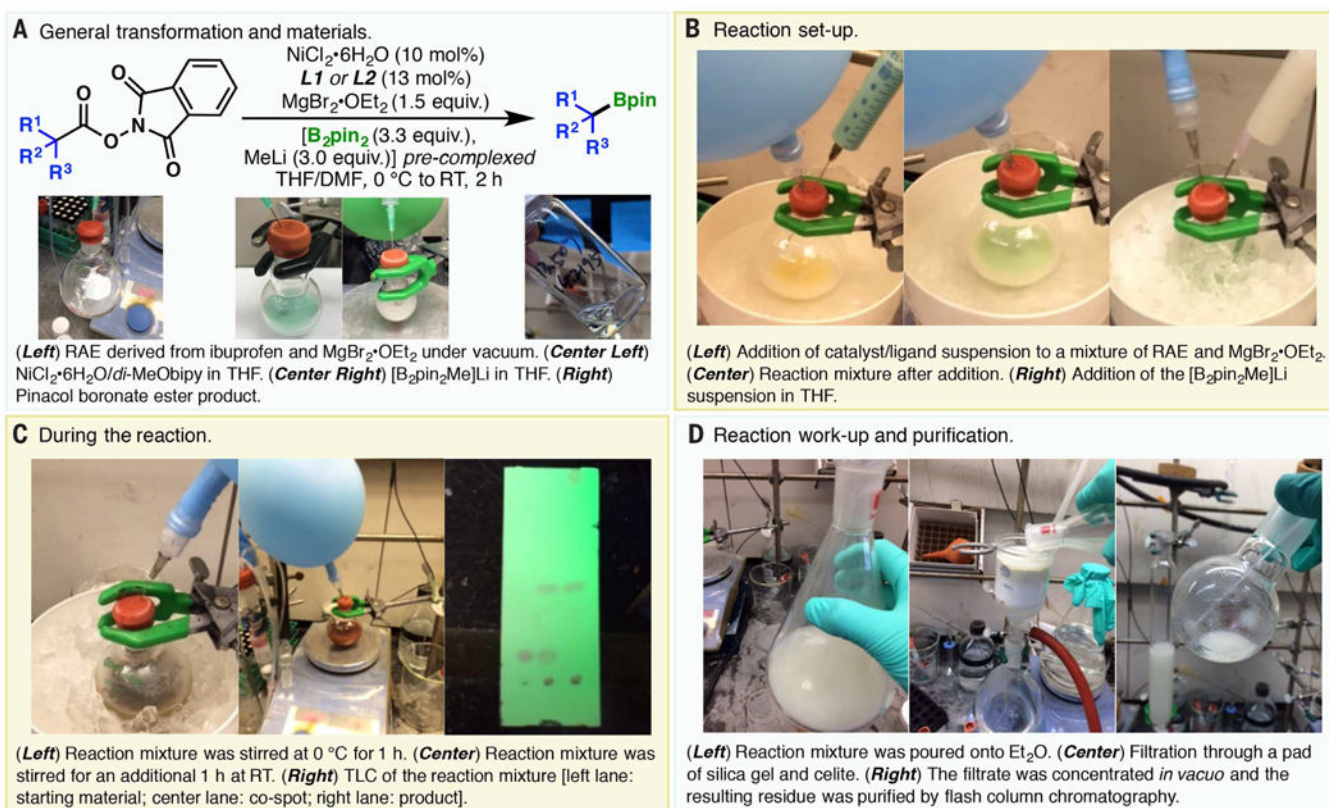 A General transformation and materials.
NiCl2•6H2O (10 mol%)
L1 or L2 (13 mol%)
MgBr2•OEt2 (1.5 equiv.)
[B2pin2 (3.3 equiv.),
MeLi (3.0 equiv.)] pre-complexed
THF/DMF, 0 °C to RT, 2 h
O
O
R1
R2
R3
O
N
O
R1
Bpin
R2
R3
(Left) RAE derived from ibuprofen and MgBr2•OEt2 under vacuum. (Center Left)
NiCl2•6H2O/di-MeObipy in THF. (Center Right) [B2pin2Me]Li in THF. (Right)
Pinacol boronate ester product.
B Reaction set-up.
(Left) Addition of catalyst/ligand suspension to a mixture of RAE and MgBr2•OEt2.
(Center) Reaction mixture after addition. (Right) Addition of the [B2pin2Me]Li
suspension in THF.
C During the reaction.
(Left) Reaction mixture was stirred at 0 °C for 1 h. (Center) Reaction mixture was
stirred for an additional 1 h at RT. (Right) TLC of the reaction mixture [left lane:
starting material; center lane: co-spot; right lane: product].
D Reaction work-up and purification.
(Left) Reaction mixture was poured onto Et2O. (Center) Filtration through a pad
of silica gel and celite. (Right) The filtrate was concentrated in vacuo and the
resulting residue was purified by flash column chromatography.